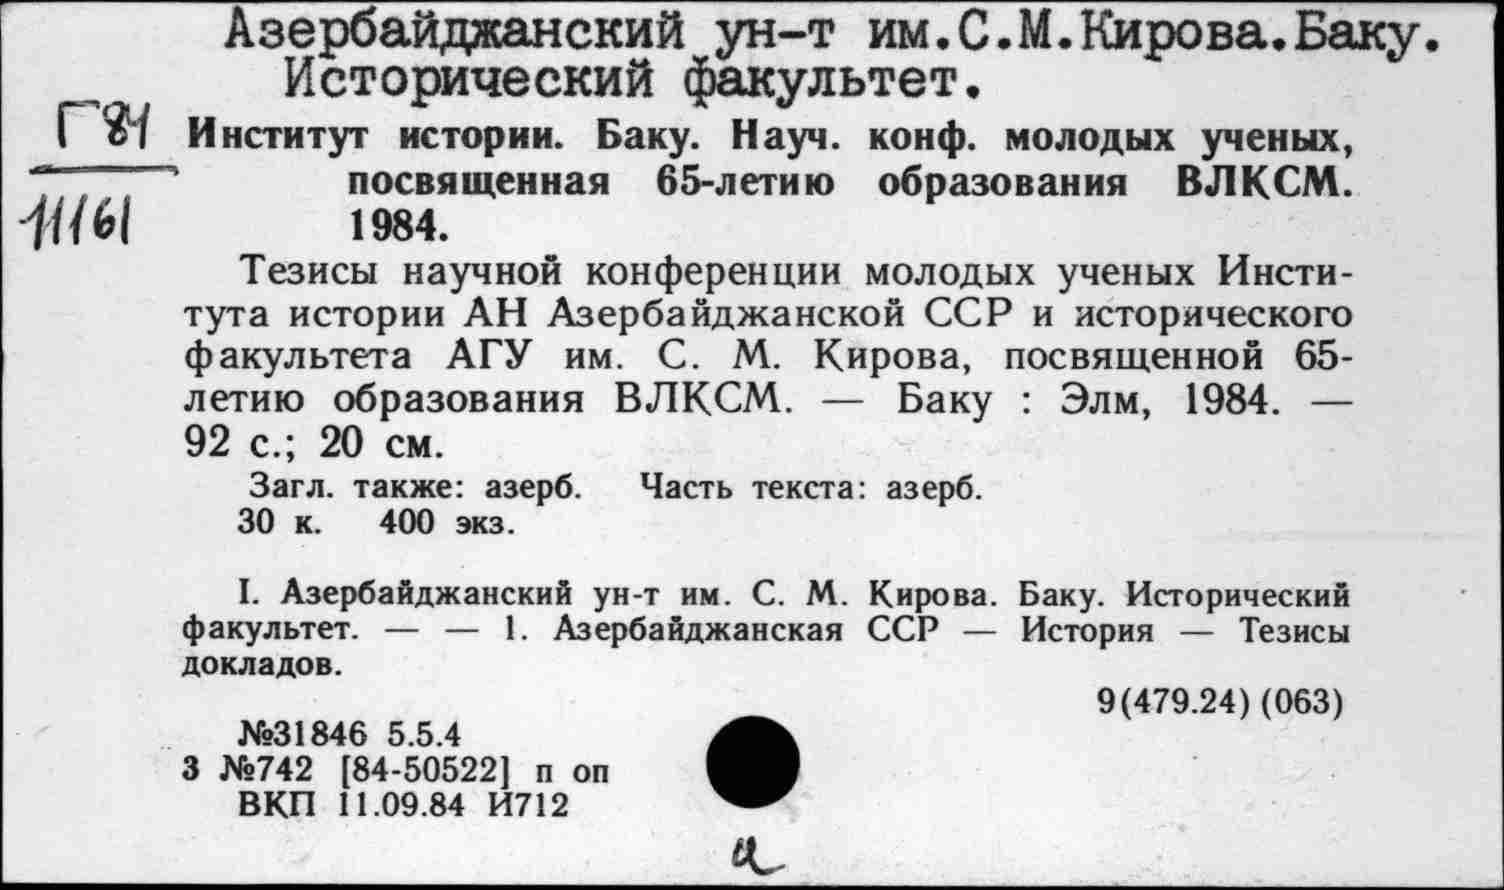 Азербайджанский ун-т им.С.М.Кирова.Баку.
Исторический факультет.
Г 84
11161
Институт истории. Баку. Науч. конф. молодых ученых,
посвященная 65-летию образования ВЛКСМ.
1984.
Тезисы научной конференции молодых ученых Инсти-
тута истории АН Азербайджанской ССР и исторического
факультета АГУ им. С. М. Кирова, посвященной 65-
летию образования ВЛКСМ. — Баку : Элм, 1984. —
92 с.; 20 см.
Загл. также: азерб. Часть текста: азерб.
30 к. 400 экз.
I. Азербайджанский ун-т им. С. М. Кирова. Баку. Исторический
факультет. — — 1. Азербайджанская ССР — История — Тезисы
докладов.
9(479.24) (063)
№31846 5.5.4
3 №742 [84-50522] п оп
ВКП 11.09.84 И712
и